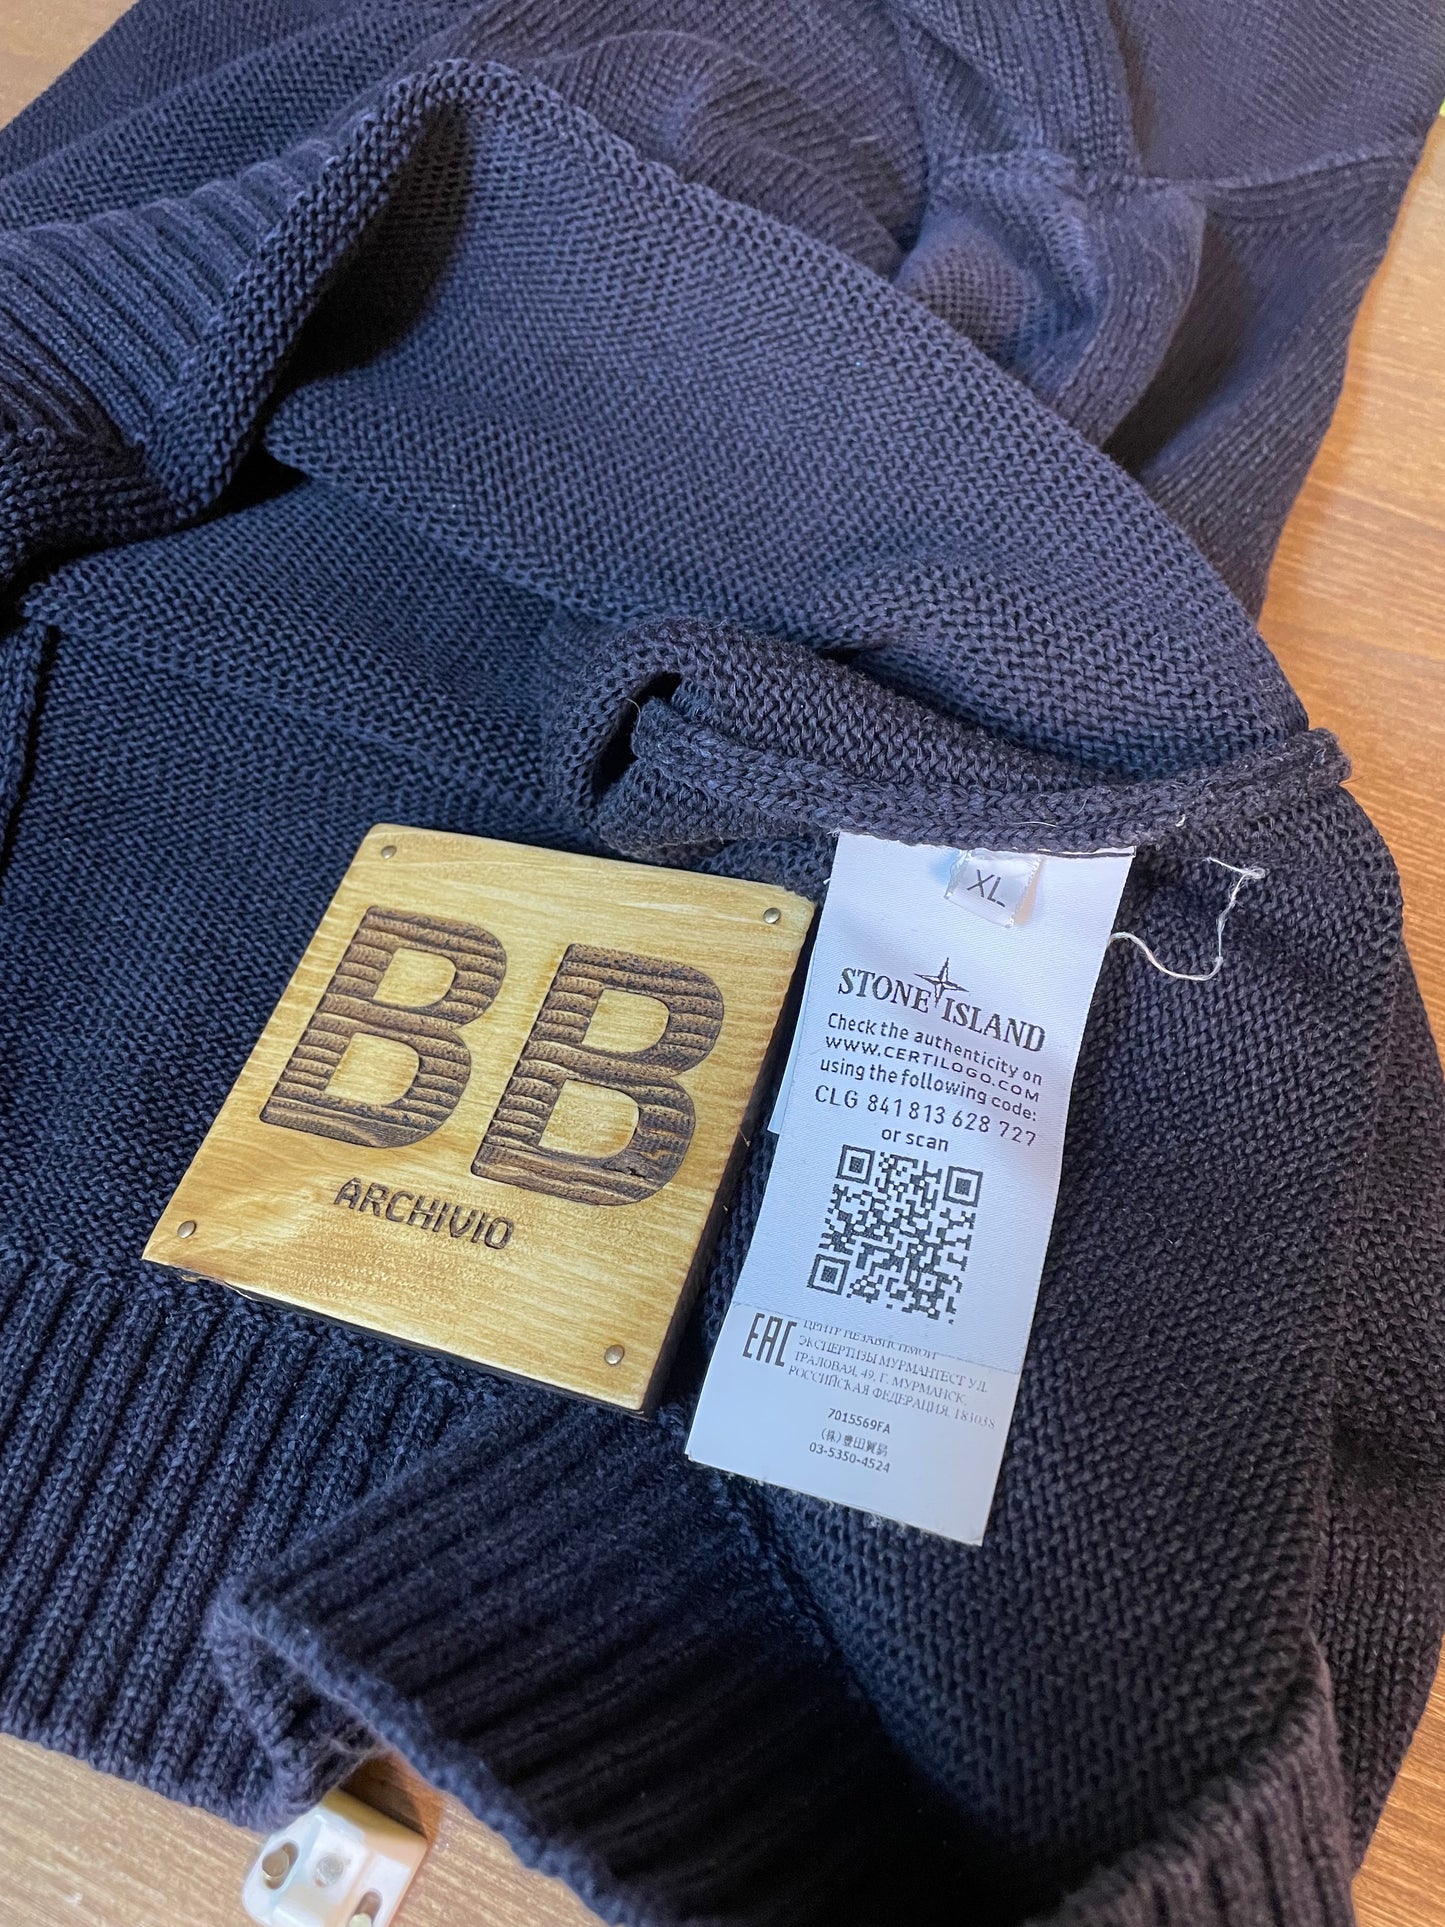 BB
ARCHIVIO
XL
STONE ISLAND
Check the authenticity on
WWW.CERTILOGO.COM
using the following code:
CLG 841 813 628 727
or scan
EAC
ЦЕНТР НЕЗАВИСИМОЙ
ЭКСПЕРТИЗЫ МУРМАНТЕСТ УЛ.
ТРАЛОВАЯ, 49, Г. МУРМАНСК,
РОССИЙСКАЯ ФЕДЕРАЦИЯ, 183038
7015569FA
(株)豊田貿易
03-5350-4524